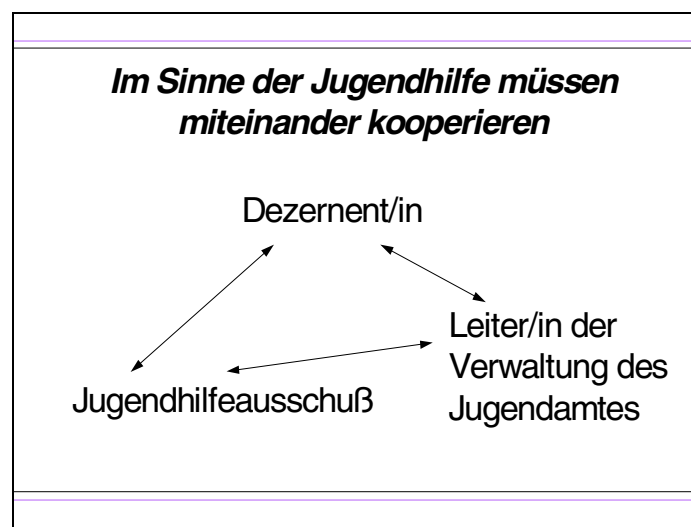 Im Sinne der Jugendhilfe müssen
miteinander kooperieren
Dezernent/in
Leiter/in der
Verwaltung des
Jugendamtes
Jugendhilfeausschuß